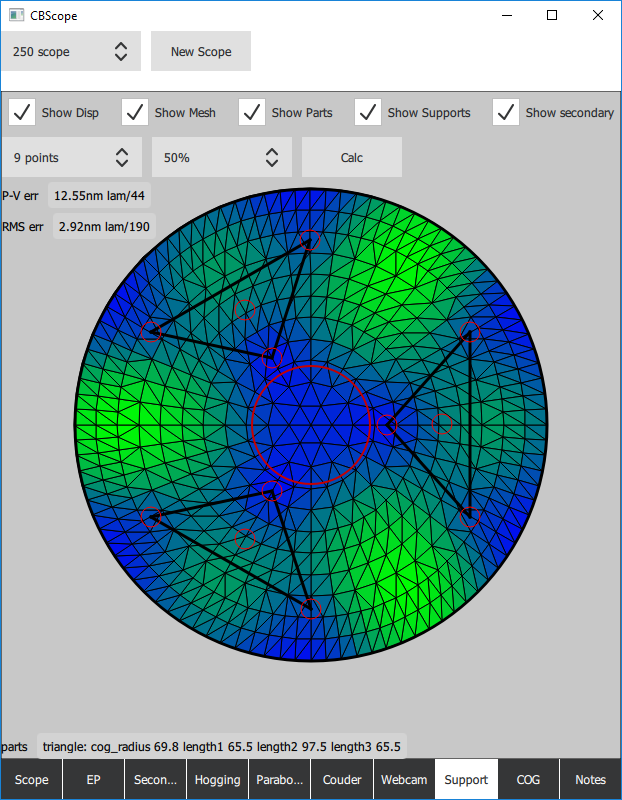 CBScope
250 scope
New Scope
Show Disp
Show Mesh
Show Parts
Show Supports
Show secondary
9 points
50%
Calc
P-V err 12.55nm lam/44
RMS err 2.92nm lam/190
parts triangle: cog_radius 69.8 length1 65.5 length2 97.5 length3 65.5
Scope
EP
Secon...
Hogging
Parabo...
Couder
Webcam
Support
COG
Notes